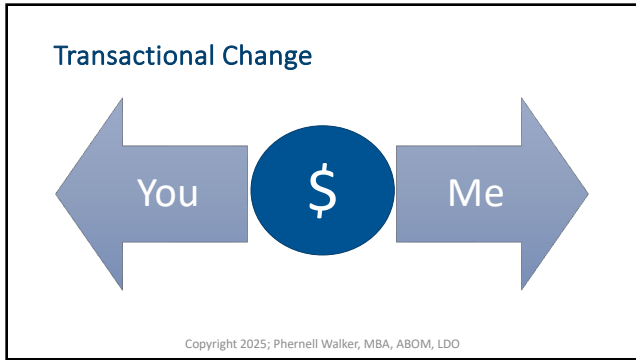 Transactional Change
You
$
Me
Copyright 2025; Phernell Walker, MBA, ABOM, LDO